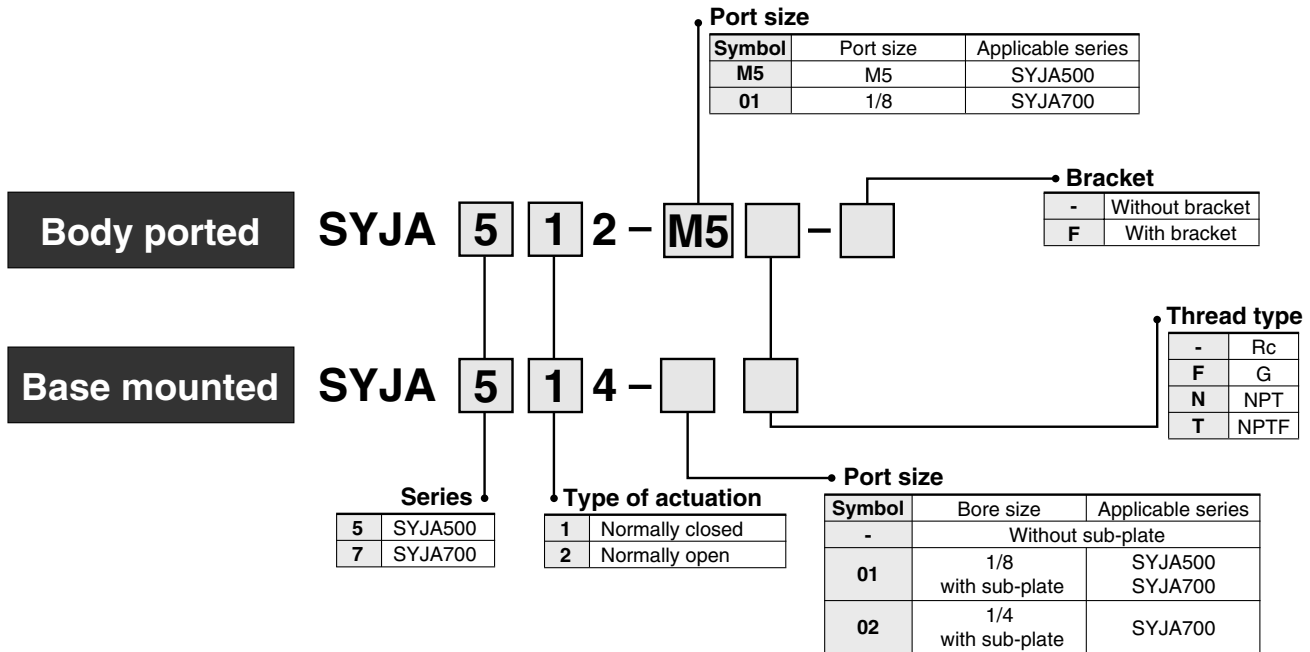 Port size
Symbol Port size Applicable series
M5 M5 SYJA500
01 1/8 SYJA700
Bracket
- Without bracket
F With bracket
Body ported SYJA 5 1 2 – M5 –
Thread type
- Rc
F G
N NPT
T NPTF
Base mounted SYJA 5 1 4 –
Series
5 SYJA500
7 SYJA700
Type of actuation
1 Normally closed
2 Normally open
Port size
Symbol Bore size Applicable series
- Without sub-plate
01 1/8 with sub-plate SYJA500 SYJA700
02 1/4 with sub-plate SYJA700